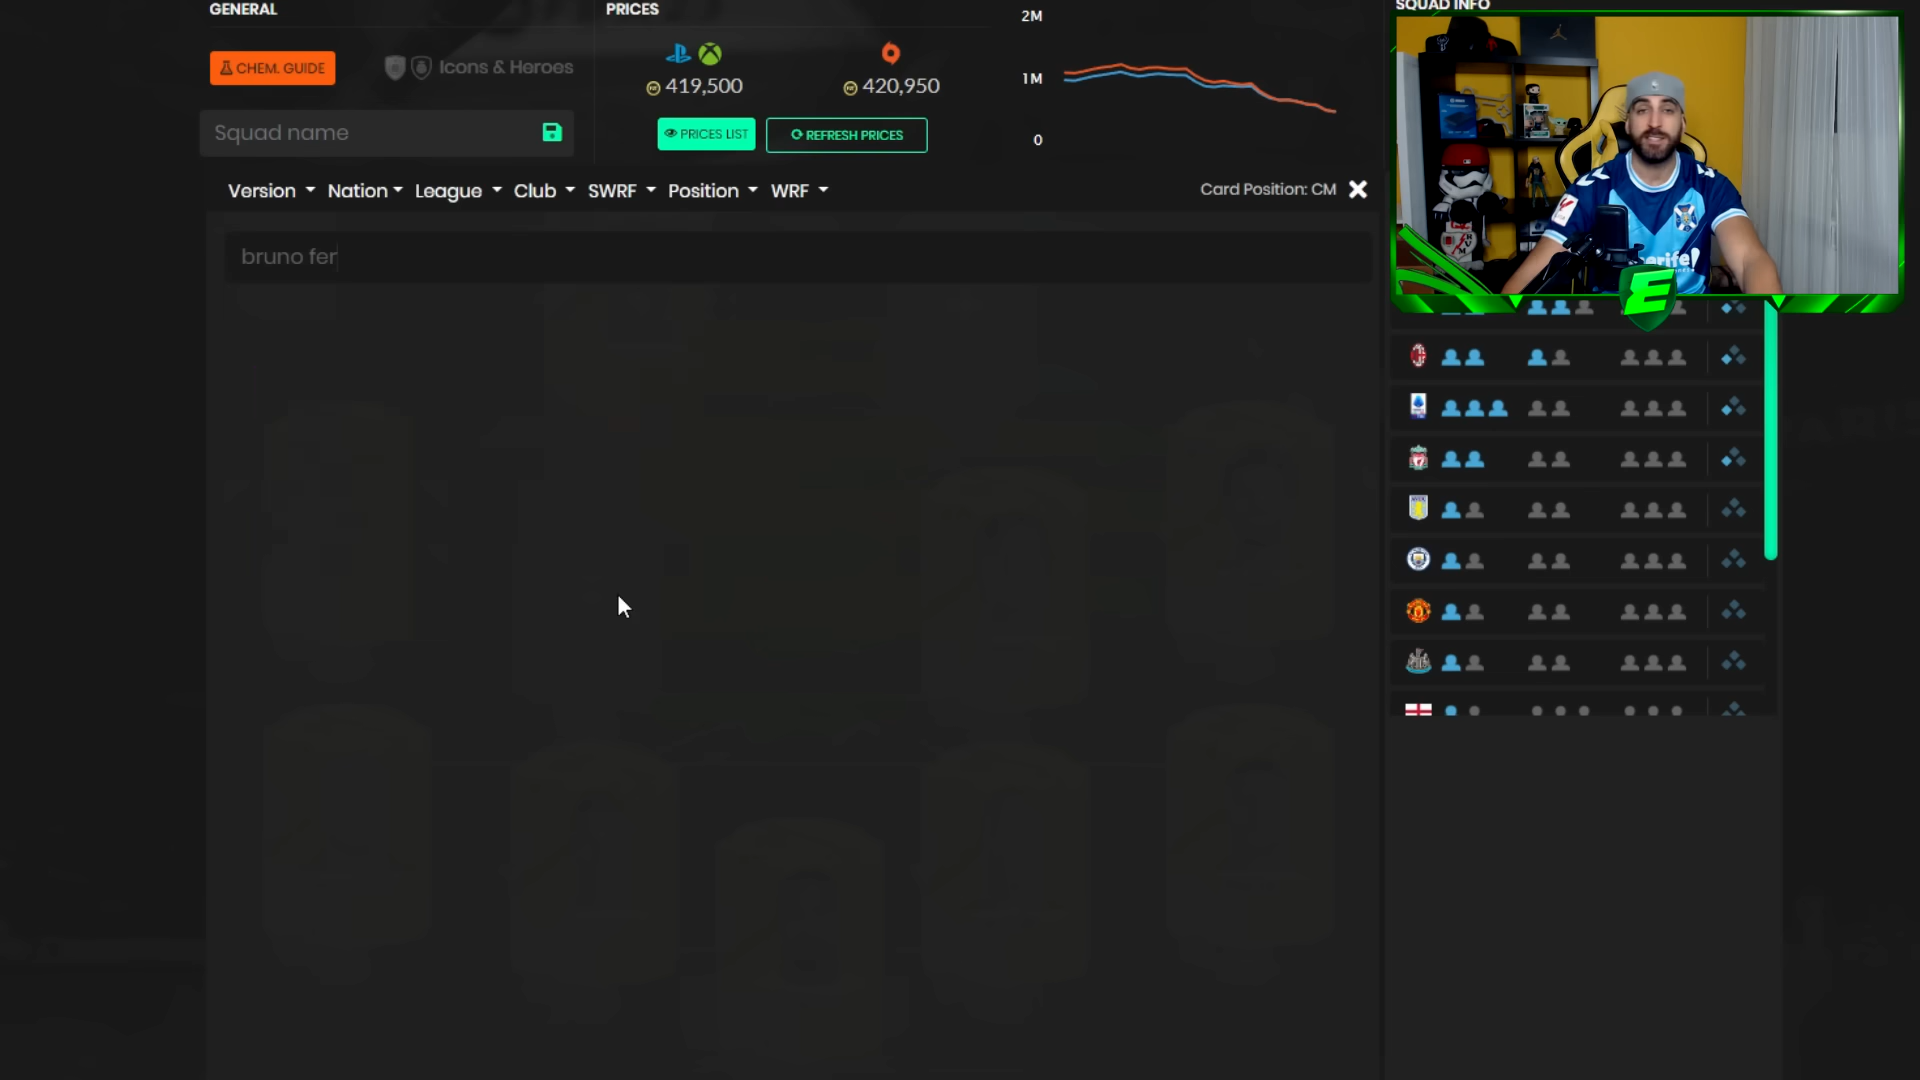 GENERAL
PRICES
2M
SQUAD INFO
CHEM. GUIDE
Icons & Heroes
419,500
420,950
1M
Squad name
PRICES LIST
REFRESH PRICES
0
Version
Nation
League
Club
SWRF
Position
WRF
Card Position: CM
bruno fer
E